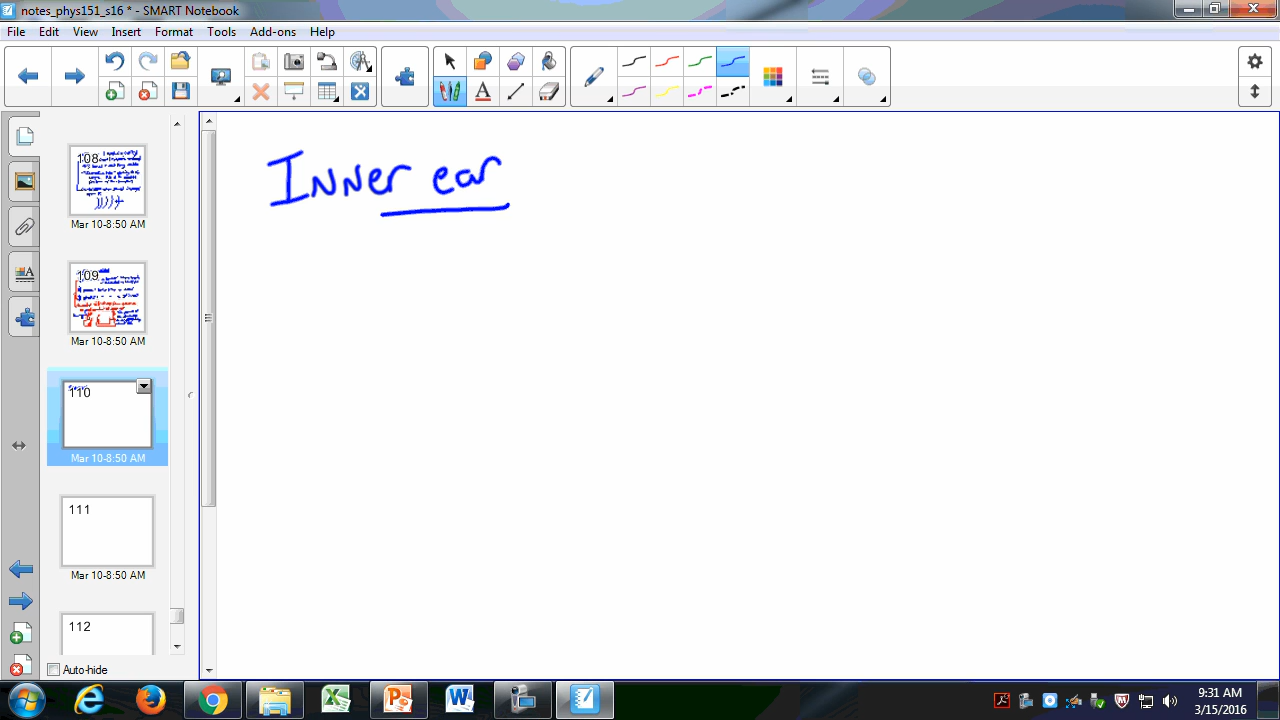 notes_phys151_s16 * - SMART Notebook
File Edit View Insert Format Tools Add-ons Help
Inner ear
108
Mar 10-8:50 AM
109
Mar 10-8:50 AM
110
Mar 10-8:50 AM
111
Mar 10-8:50 AM
112
Auto-hide
9:31 AM
3/15/2016